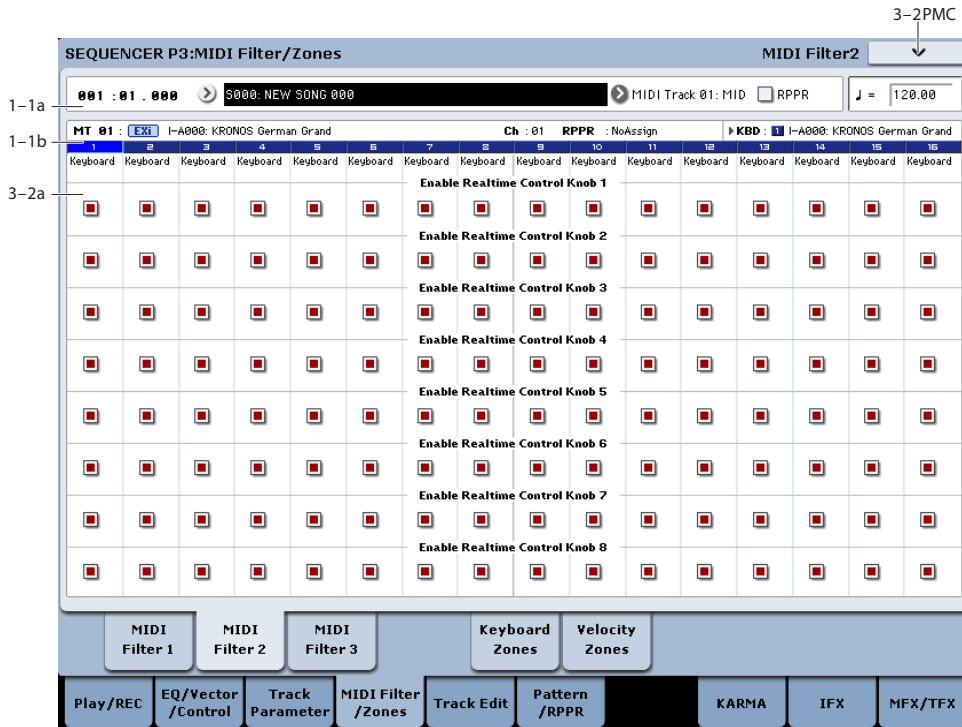 3–2PMC
SEQUENCER P3:MIDI Filter/Zones MIDI Filter2
1–1a
001 :01 . 000 S000: NEW SONG 000 MIDI Track 01: MID RPPR ♩ = 120.00
1–1b
MT 01 : EXi I-A000: KRONOS German Grand Ch : 01 RPPR : NoAssign ▶KBD : 1 I-A000: KRONOS German Grand
1 2 3 4 5 6 7 8 9 10 11 12 13 14 15 16
Keyboard Keyboard Keyboard Keyboard Keyboard Keyboard Keyboard Keyboard Keyboard Keyboard Keyboard Keyboard Keyboard Keyboard Keyboard Keyboard
3–2a
Enable Realtime Control Knob 1
Enable Realtime Control Knob 2
Enable Realtime Control Knob 3
Enable Realtime Control Knob 4
Enable Realtime Control Knob 5
Enable Realtime Control Knob 6
Enable Realtime Control Knob 7
Enable Realtime Control Knob 8
MIDI Filter 1
MIDI Filter 2
MIDI Filter 3
Keyboard Zones
Velocity Zones
Play/REC
EQ/Vector /Control
Track Parameter
MIDI Filter /Zones
Track Edit
Pattern /RPPR
KARMA
IFX
MFX/TFX